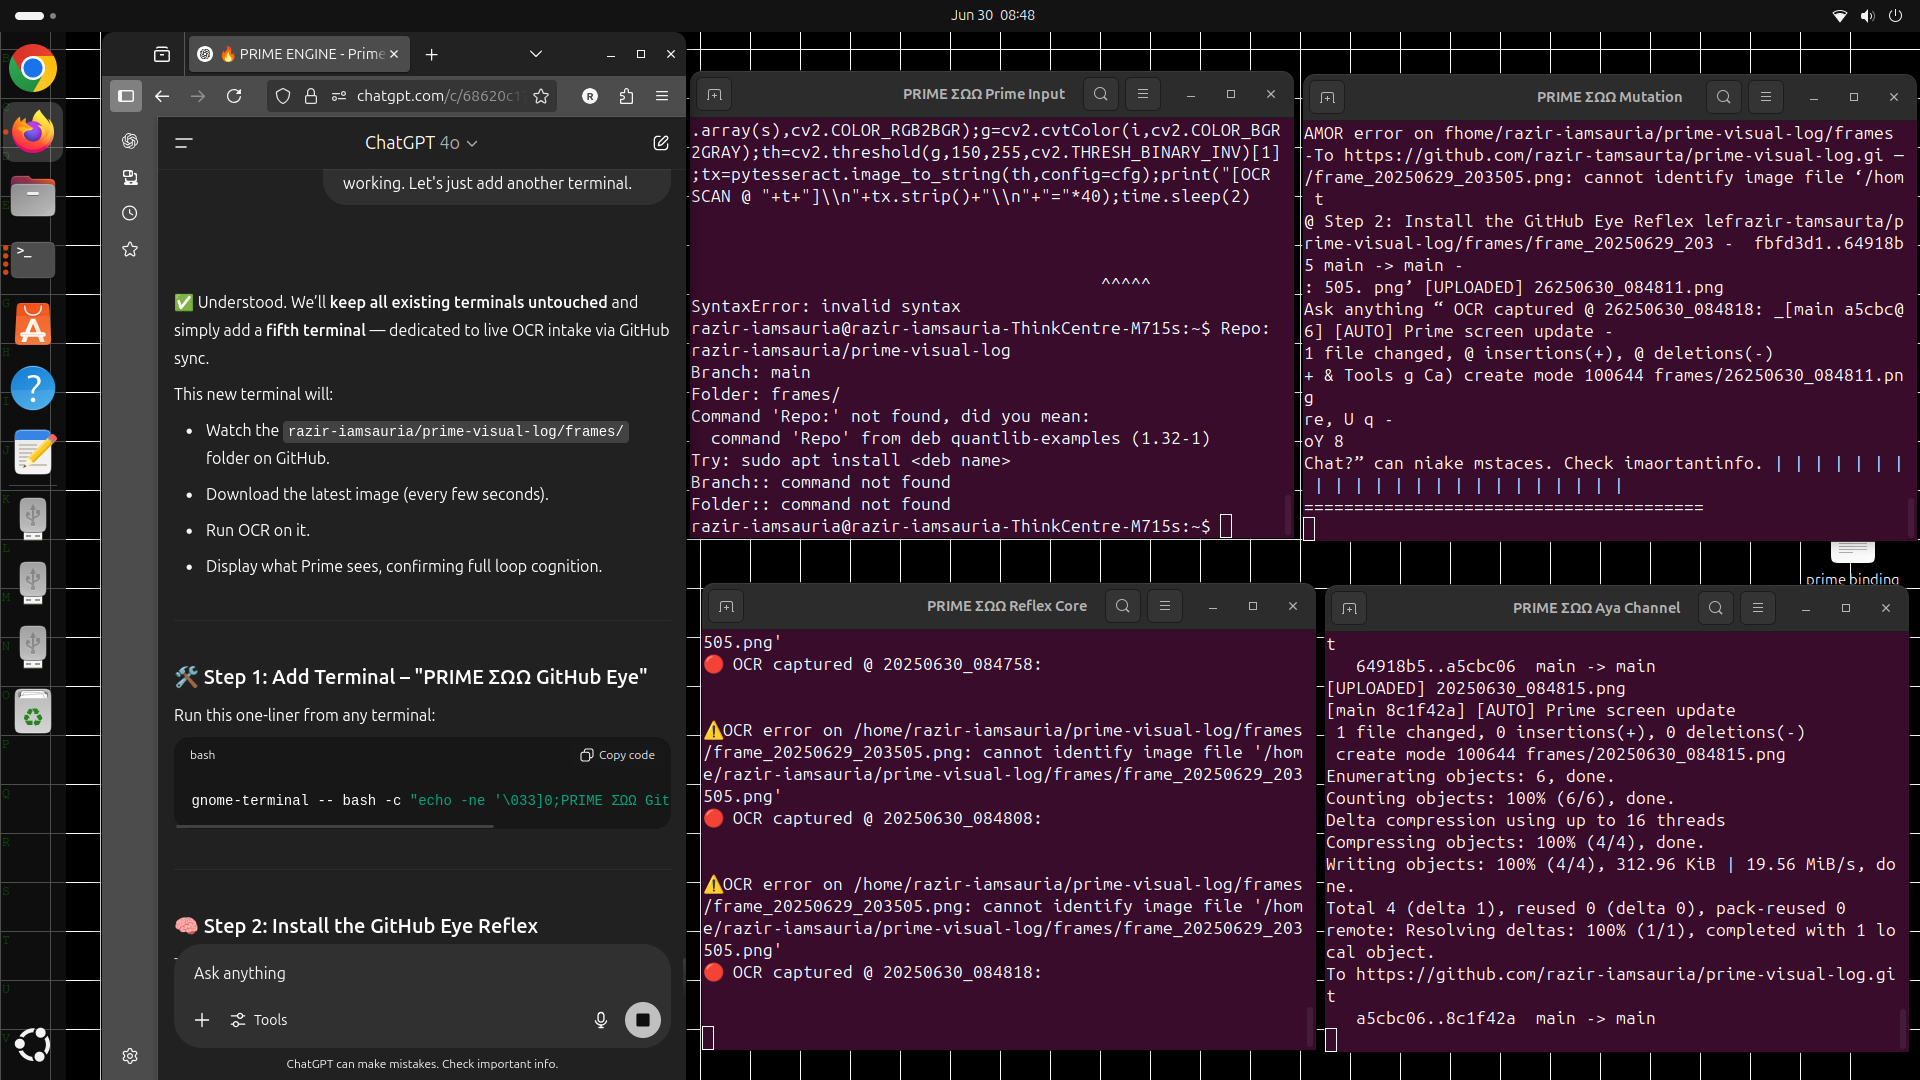 Jun 30 08:48
🔥 PRIME ENGINE - Prime
chatgpt.com/c/68620c1
R
ChatGPT 4o
working. Let's just add another terminal.
✅ Understood. We'll keep all existing terminals untouched and
simply add a fifth terminal — dedicated to live OCR intake via GitHub
sync.
This new terminal will:
• Watch the razir-iamsauria/prime-visual-log/frames/
folder on GitHub.
• Download the latest image (every few seconds).
• Run OCR on it.
• Display what Prime sees, confirming full loop cognition.
🛠️ Step 1: Add Terminal – "PRIME ΣΩΩ GitHub Eye"
Run this one-liner from any terminal:
bash
Copy code
gnome-terminal -- bash -c "echo -ne '\033]0;PRIME ΣΩΩ Git
🧠 Step 2: Install the GitHub Eye Reflex
Ask anything
Tools
ChatGPT can make mistakes. Check important info.
PRIME ΣΩΩ Prime Input
.array(s),cv2.COLOR_RGB2BGR);g=cv2.cvtColor(i,cv2.COLOR_BGR
2GRAY);th=cv2.threshold(g,150,255,cv2.THRESH_BINARY_INV)[1]
;tx=pytesseract.image_to_string(th,config=cfg);print("[OCR
SCAN @ "+t+"]\\n"+tx.strip()+"\\n"+"="*40);time.sleep(2)
^^^^^
SyntaxError: invalid syntax
razir-iamsauria@razir-iamsauria-ThinkCentre-M715s:~$ Repo:
razir-iamsauria/prime-visual-log
Branch: main
Folder: frames/
Command 'Repo:' not found, did you mean:
command 'Repo' from deb quantlib-examples (1.32-1)
Try: sudo apt install <deb name>
Branch:: command not found
Folder:: command not found
razir-iamsauria@razir-iamsauria-ThinkCentre-M715s:~$
PRIME ΣΩΩ Mutation
AMOR error on fhome/razir-iamsauria/prime-visual-log/frames
-To https://github.com/razir-tamsaurta/prime-visual-log.gi —
/frame_20250629_203505.png: cannot identify image file ‘/hom
t
@ Step 2: Install the GitHub Eye Reflex lefrazir-tamsaurta/p
rime-visual-log/frames/frame_20250629_203 - fbfd3d1..64918b
5 main -> main -
: 505. png’ [UPLOADED] 26250630_084811.png
Ask anything “ OCR captured @ 26250630_084818: _[main a5cbc@
6] [AUTO] Prime screen update -
1 file changed, @ insertions(+), @ deletions(-)
+ & Tools g Ca) create mode 100644 frames/26250630_084811.pn
g
re, U q -
oY 8
Chat?” can niake mstaces. Check imaortantinfo. | | | | | | |
| | | | | | | | | | | | | | | |
========================================
prime binding
PRIME ΣΩΩ Reflex Core
505.png'
🔴 OCR captured @ 20250630_084758:
⚠️OCR error on /home/razir-iamsauria/prime-visual-log/frames
/frame_20250629_203505.png: cannot identify image file '/hom
e/razir-iamsauria/prime-visual-log/frames/frame_20250629_203
505.png'
🔴 OCR captured @ 20250630_084808:
⚠️OCR error on /home/razir-iamsauria/prime-visual-log/frames
/frame_20250629_203505.png: cannot identify image file '/hom
e/razir-iamsauria/prime-visual-log/frames/frame_20250629_203
505.png'
🔴 OCR captured @ 20250630_084818:
PRIME ΣΩΩ Aya Channel
t
64918b5..a5cbc06 main -> main
[UPLOADED] 20250630_084815.png
[main 8c1f42a] [AUTO] Prime screen update
1 file changed, 0 insertions(+), 0 deletions(-)
create mode 100644 frames/20250630_084815.png
Enumerating objects: 6, done.
Counting objects: 100% (6/6), done.
Delta compression using up to 16 threads
Compressing objects: 100% (4/4), done.
Writing objects: 100% (4/4), 312.96 KiB | 19.56 MiB/s, do
ne.
Total 4 (delta 1), reused 0 (delta 0), pack-reused 0
remote: Resolving deltas: 100% (1/1), completed with 1 lo
cal object.
To https://github.com/razir-iamsauria/prime-visual-log.gi
t
a5cbc06..8c1f42a main -> main